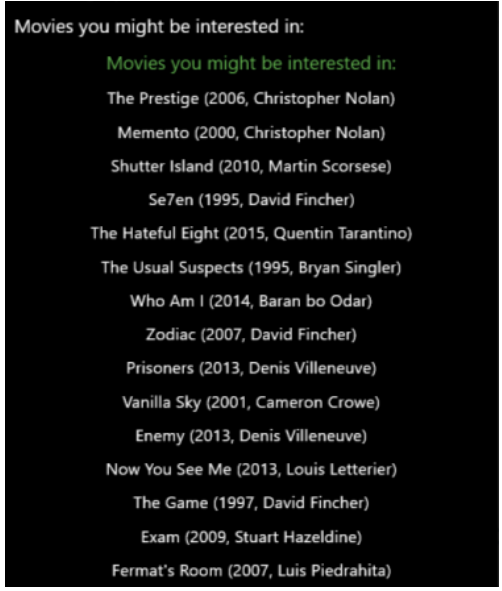 Movies you might be interested in:
Movies you might be interested in:
The Prestige (2006, Christopher Nolan)
Memento (2000, Christopher Nolan)
Shutter Island (2010, Martin Scorsese)
Se7en (1995, David Fincher)
The Hateful Eight (2015, Quentin Tarantino)
The Usual Suspects (1995, Bryan Singler)
Who Am I (2014, Baran bo Odar)
Zodiac (2007, David Fincher)
Prisoners (2013, Denis Villeneuve)
Vanilla Sky (2001, Cameron Crowe)
Enemy (2013, Denis Villeneuve)
Now You See Me (2013, Louis Letterier)
The Game (1997, David Fincher)
Exam (2009, Stuart Hazeldine)
Fermat's Room (2007, Luis Piedrahita)